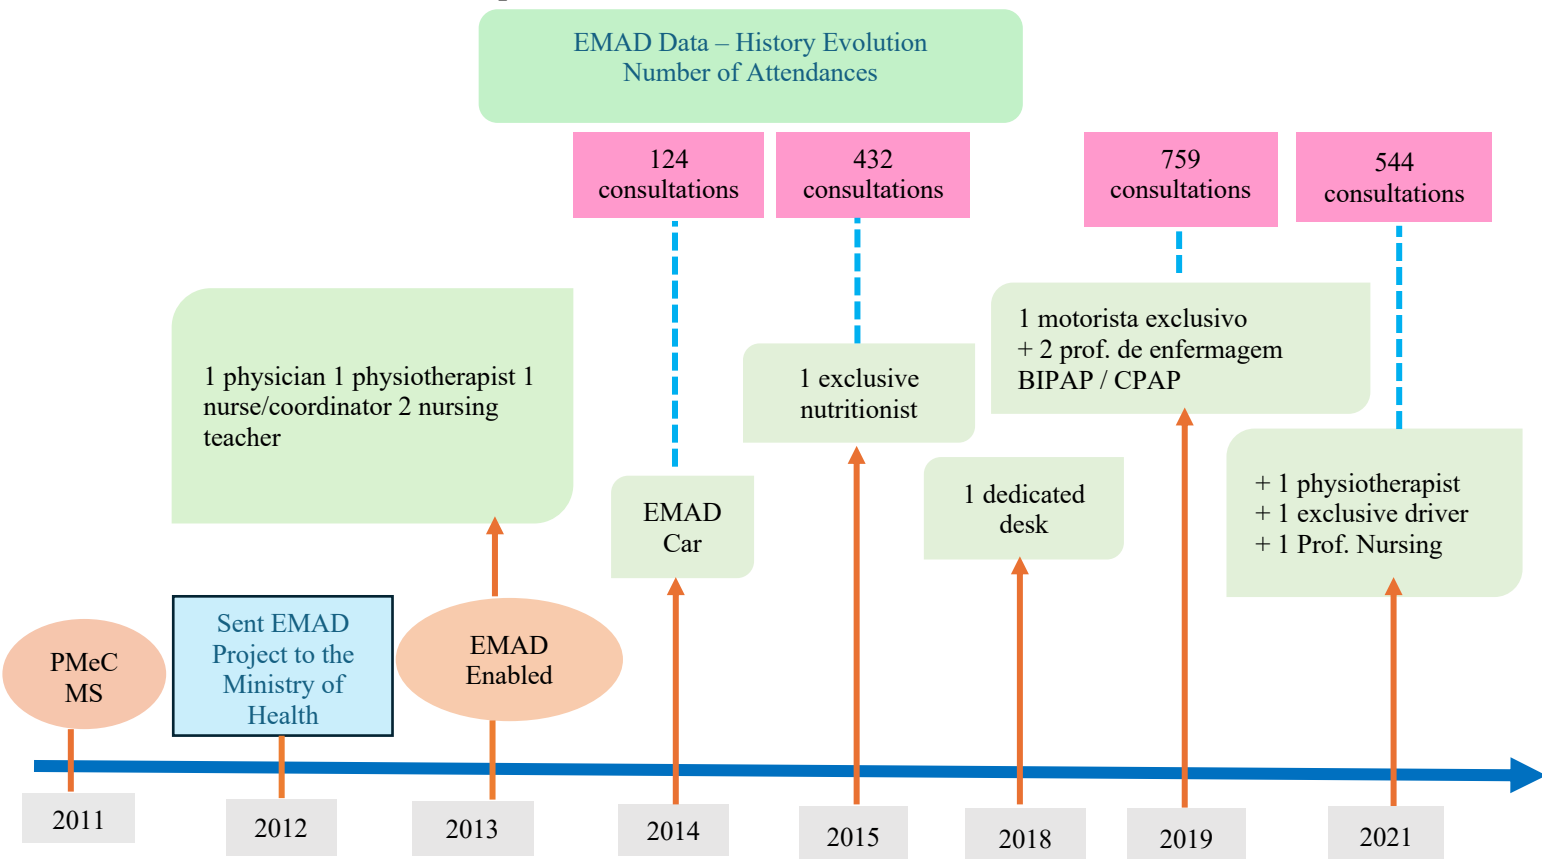 EMAD Data – History Evolution
Number of Attendances
124
consultations
432
consultations
759
consultations
544
consultations
1 physician 1 physiotherapist 1
nurse/coordinator 2 nursing
teacher
EMAD
Car
1 exclusive
nutritionist
1 dedicated
desk
1 motorista exclusivo
+ 2 prof. de enfermagem
BIPAP / CPAP
+ 1 physiotherapist
+ 1 exclusive driver
+ 1 Prof. Nursing
PMeC
MS
Sent EMAD
Project to the
Ministry of
Health
EMAD
Enabled
2011
2012
2013
2014
2015
2018
2019
2021